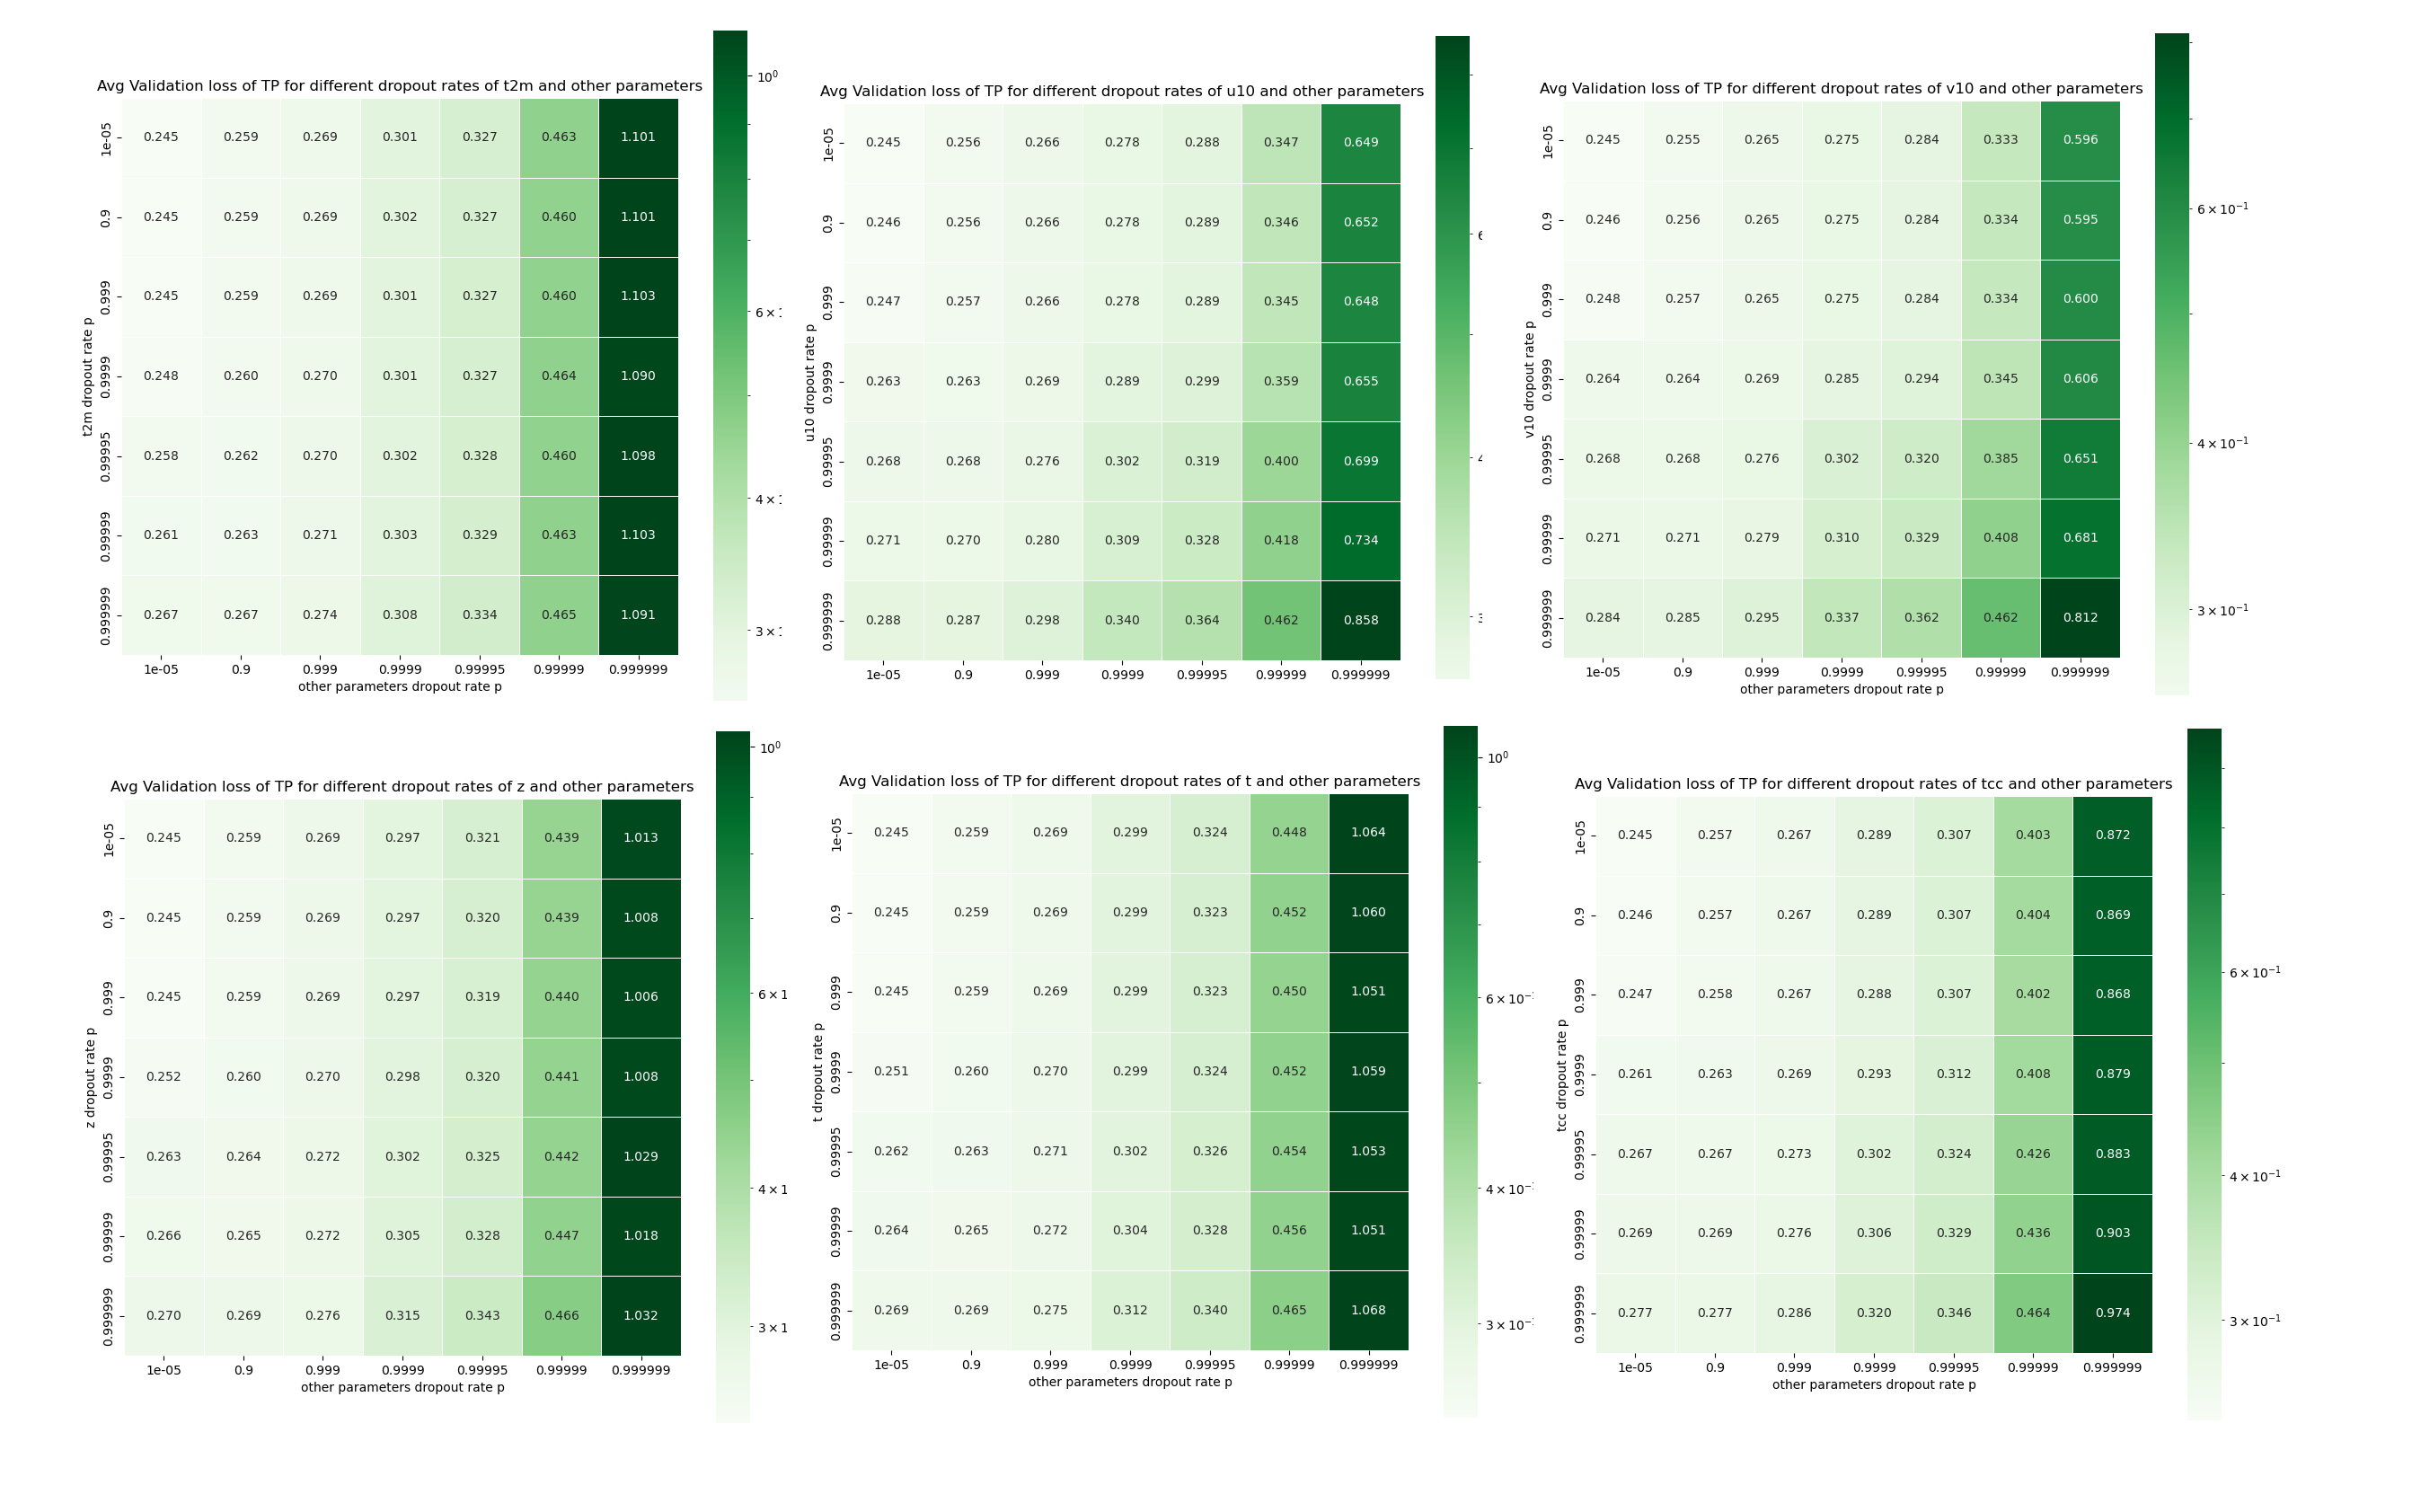 Avg Validation loss of TP for different dropout rates of t2m and other parameters
t2m dropout rate p
1e-05 0.245 0.259 0.269 0.301 0.327 0.463 1.101
0.9 0.245 0.259 0.269 0.302 0.327 0.460 1.101
0.999 0.245 0.259 0.269 0.301 0.327 0.460 1.103
0.9999 0.248 0.260 0.270 0.301 0.327 0.464 1.090
0.99995 0.258 0.262 0.270 0.302 0.328 0.460 1.098
0.99999 0.261 0.263 0.271 0.303 0.329 0.463 1.103
0.999999 0.267 0.267 0.274 0.308 0.334 0.465 1.091
1e-05 0.9 0.999 0.9999 0.99995 0.99999 0.999999
other parameters dropout rate p
10⁰
6 ×
4 ×
3 ×
Avg Validation loss of TP for different dropout rates of u10 and other parameters
u10 dropout rate p
1e-05 0.245 0.256 0.266 0.278 0.288 0.347 0.649
0.9 0.246 0.256 0.266 0.278 0.289 0.346 0.652
0.999 0.247 0.257 0.266 0.278 0.289 0.345 0.648
0.9999 0.263 0.263 0.269 0.289 0.299 0.359 0.655
0.99995 0.268 0.268 0.276 0.302 0.319 0.400 0.699
0.99999 0.271 0.270 0.280 0.309 0.328 0.418 0.734
0.999999 0.288 0.287 0.298 0.340 0.364 0.462 0.858
1e-05 0.9 0.999 0.9999 0.99995 0.99999 0.999999
other parameters dropout rate p
6
4
3
Avg Validation loss of TP for different dropout rates of v10 and other parameters
v10 dropout rate p
1e-05 0.245 0.255 0.265 0.275 0.284 0.333 0.596
0.9 0.246 0.256 0.265 0.275 0.284 0.334 0.595
0.999 0.248 0.257 0.265 0.275 0.284 0.334 0.600
0.9999 0.264 0.264 0.269 0.285 0.294 0.345 0.606
0.99995 0.268 0.268 0.276 0.302 0.320 0.385 0.651
0.99999 0.271 0.271 0.279 0.310 0.329 0.408 0.681
0.999999 0.284 0.285 0.295 0.337 0.362 0.462 0.812
1e-05 0.9 0.999 0.9999 0.99995 0.99999 0.999999
other parameters dropout rate p
6 × 10⁻¹
4 × 10⁻¹
3 × 10⁻¹
Avg Validation loss of TP for different dropout rates of z and other parameters
z dropout rate p
1e-05 0.245 0.259 0.269 0.297 0.321 0.439 1.013
0.9 0.245 0.259 0.269 0.297 0.320 0.439 1.008
0.999 0.245 0.259 0.269 0.297 0.319 0.440 1.006
0.9999 0.252 0.260 0.270 0.298 0.320 0.441 1.008
0.99995 0.263 0.264 0.272 0.302 0.325 0.442 1.029
0.99999 0.266 0.265 0.272 0.305 0.328 0.447 1.018
0.999999 0.270 0.269 0.276 0.315 0.343 0.466 1.032
1e-05 0.9 0.999 0.9999 0.99995 0.99999 0.999999
other parameters dropout rate p
10⁰
6 × 1
4 × 1
3 × 1
Avg Validation loss of TP for different dropout rates of t and other parameters
t dropout rate p
1e-05 0.245 0.259 0.269 0.299 0.324 0.448 1.064
0.9 0.245 0.259 0.269 0.299 0.323 0.452 1.060
0.999 0.245 0.259 0.269 0.299 0.323 0.450 1.051
0.9999 0.251 0.260 0.270 0.299 0.324 0.452 1.059
0.99995 0.262 0.263 0.271 0.302 0.326 0.454 1.053
0.99999 0.264 0.265 0.272 0.304 0.328 0.456 1.051
0.999999 0.269 0.269 0.275 0.312 0.340 0.465 1.068
1e-05 0.9 0.999 0.9999 0.99995 0.99999 0.999999
other parameters dropout rate p
10⁰
6 × 10⁻
4 × 10⁻
3 × 10⁻
Avg Validation loss of TP for different dropout rates of tcc and other parameters
tcc dropout rate p
1e-05 0.245 0.257 0.267 0.289 0.307 0.403 0.872
0.9 0.246 0.257 0.267 0.289 0.307 0.404 0.869
0.999 0.247 0.258 0.267 0.288 0.307 0.402 0.868
0.9999 0.261 0.263 0.269 0.293 0.312 0.408 0.879
0.99995 0.267 0.267 0.273 0.302 0.324 0.426 0.883
0.99999 0.269 0.269 0.276 0.306 0.329 0.436 0.903
0.999999 0.277 0.277 0.286 0.320 0.346 0.464 0.974
1e-05 0.9 0.999 0.9999 0.99995 0.99999 0.999999
other parameters dropout rate p
6 × 10⁻¹
4 × 10⁻¹
3 × 10⁻¹